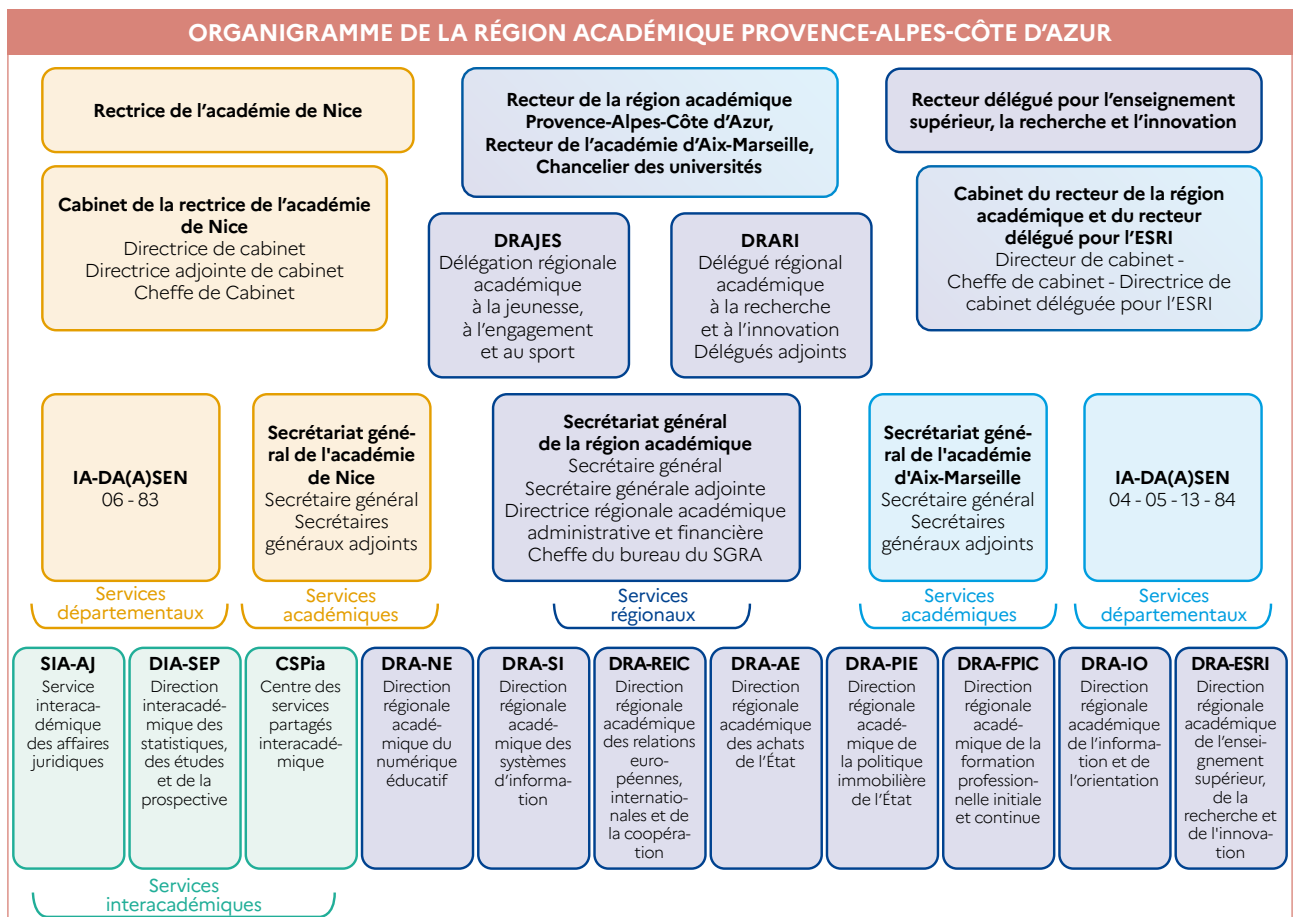 ORGANIGRAMME DE LA RÉGION ACADÉMIQUE PROVENCE-ALPES-CÔTE D’AZUR
Rectrice de l’académie de Nice
Recteur de la région académique
Provence-Alpes-Côte d’Azur,
Recteur de l’académie d’Aix-Marseille,
Chancelier des universités
Recteur délégué pour l’enseignement
supérieur, la recherche et l’innovation
Cabinet de la rectrice de l’académie
de Nice
Directrice de cabinet
Directrice adjointe de cabinet
Cheffe de Cabinet
DRAJES
Délégation régionale
académique
à la jeunesse,
à l’engagement
et au sport
DRARI
Délégué régional
académique
à la recherche
et à l’innovation
Délégués adjoints
Cabinet du recteur de la région
académique et du recteur
délégué pour l’ESRI
Directeur de cabinet -
Cheffe de cabinet - Directrice de
cabinet déléguée pour l’ESRI
IA-DA(A)SEN
06 - 83
Secrétariat géné-
ral de l'académie
de Nice
Secrétaire général
Secrétaires
généraux adjoints
Secrétariat général
de la région académique
Secrétaire général
Secrétaire générale adjointe
Directrice régionale académique
administrative et financière
Cheffe du bureau du SGRA
Secrétariat géné-
ral de l'académie
d'Aix-Marseille
Secrétaire général
Secrétaires
généraux adjoints
IA-DA(A)SEN
04 - 05 - 13 - 84
Services
départementaux
Services
académiques
Services
régionaux
Services
académiques
Services
départementaux
SIA-AJ
Service
interaca-
démique
des affaires
juridiques
DIA-SEP
Direction
interacadé-
mique des
statistiques,
des études
et de la
prospective
CSPia
Centre des
services
partagés
interacadé-
mique
DRA-NE
Direction
régionale
acadé-
mique du
numérique
éducatif
DRA-SI
Direction
régionale
acadé-
mique des
systèmes
d’informa-
tion
DRA-REIC
Direction
régionale
académique
des relations
euro-
péennes,
internatio-
nales et de
la coopéra-
tion
DRA-AE
Direction
régionale
académique
des achats
de l’État
DRA-PIE
Direction
régionale
acadé-
mique de
la politique
immobilière
de l’État
DRA-FPIC
Direction
régionale
acadé-
mique de la
formation
profession-
nelle initiale
et continue
DRA-IO
Direction
régionale
académique
de l’informa-
tion et de
l’orientation
DRA-ESRI
Direction
régionale
académique
de l’ensei-
gnement
supérieur,
de la
recherche et
de l'innova-
tion
Services
interacadémiques